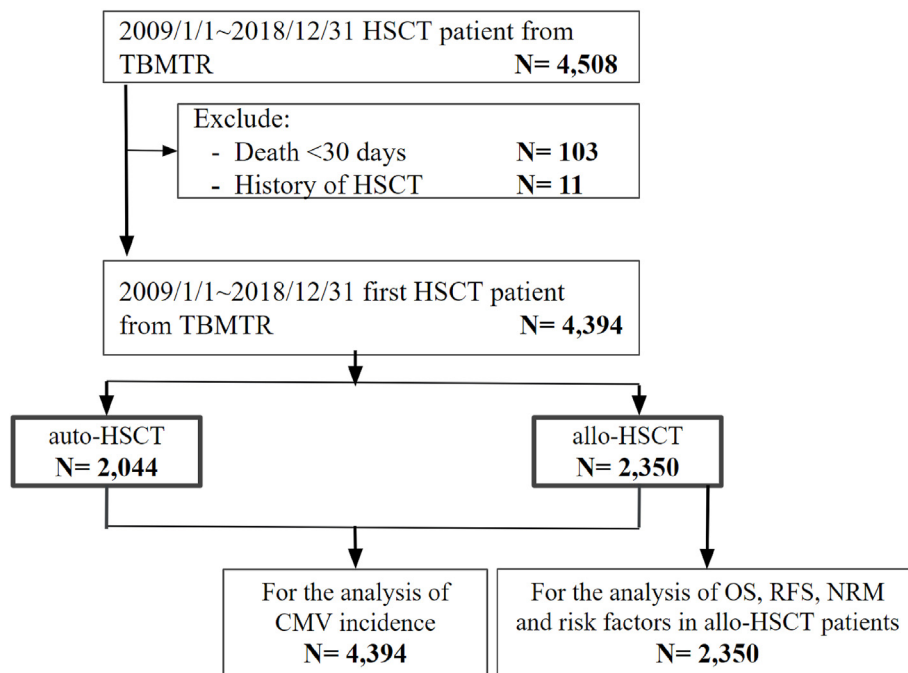 2009/1/1~2018/12/31 HSCT patient from
TBMTR N= 4,508
Exclude:
- Death <30 days N= 103
- History of HSCT N= 11
2009/1/1~2018/12/31 first HSCT patient
from TBMTR N= 4,394
auto-HSCT
N= 2,044
allo-HSCT
N= 2,350
For the analysis of
CMV incidence
N= 4,394
For the analysis of OS, RFS, NRM
and risk factors in allo-HSCT patients
N= 2,350